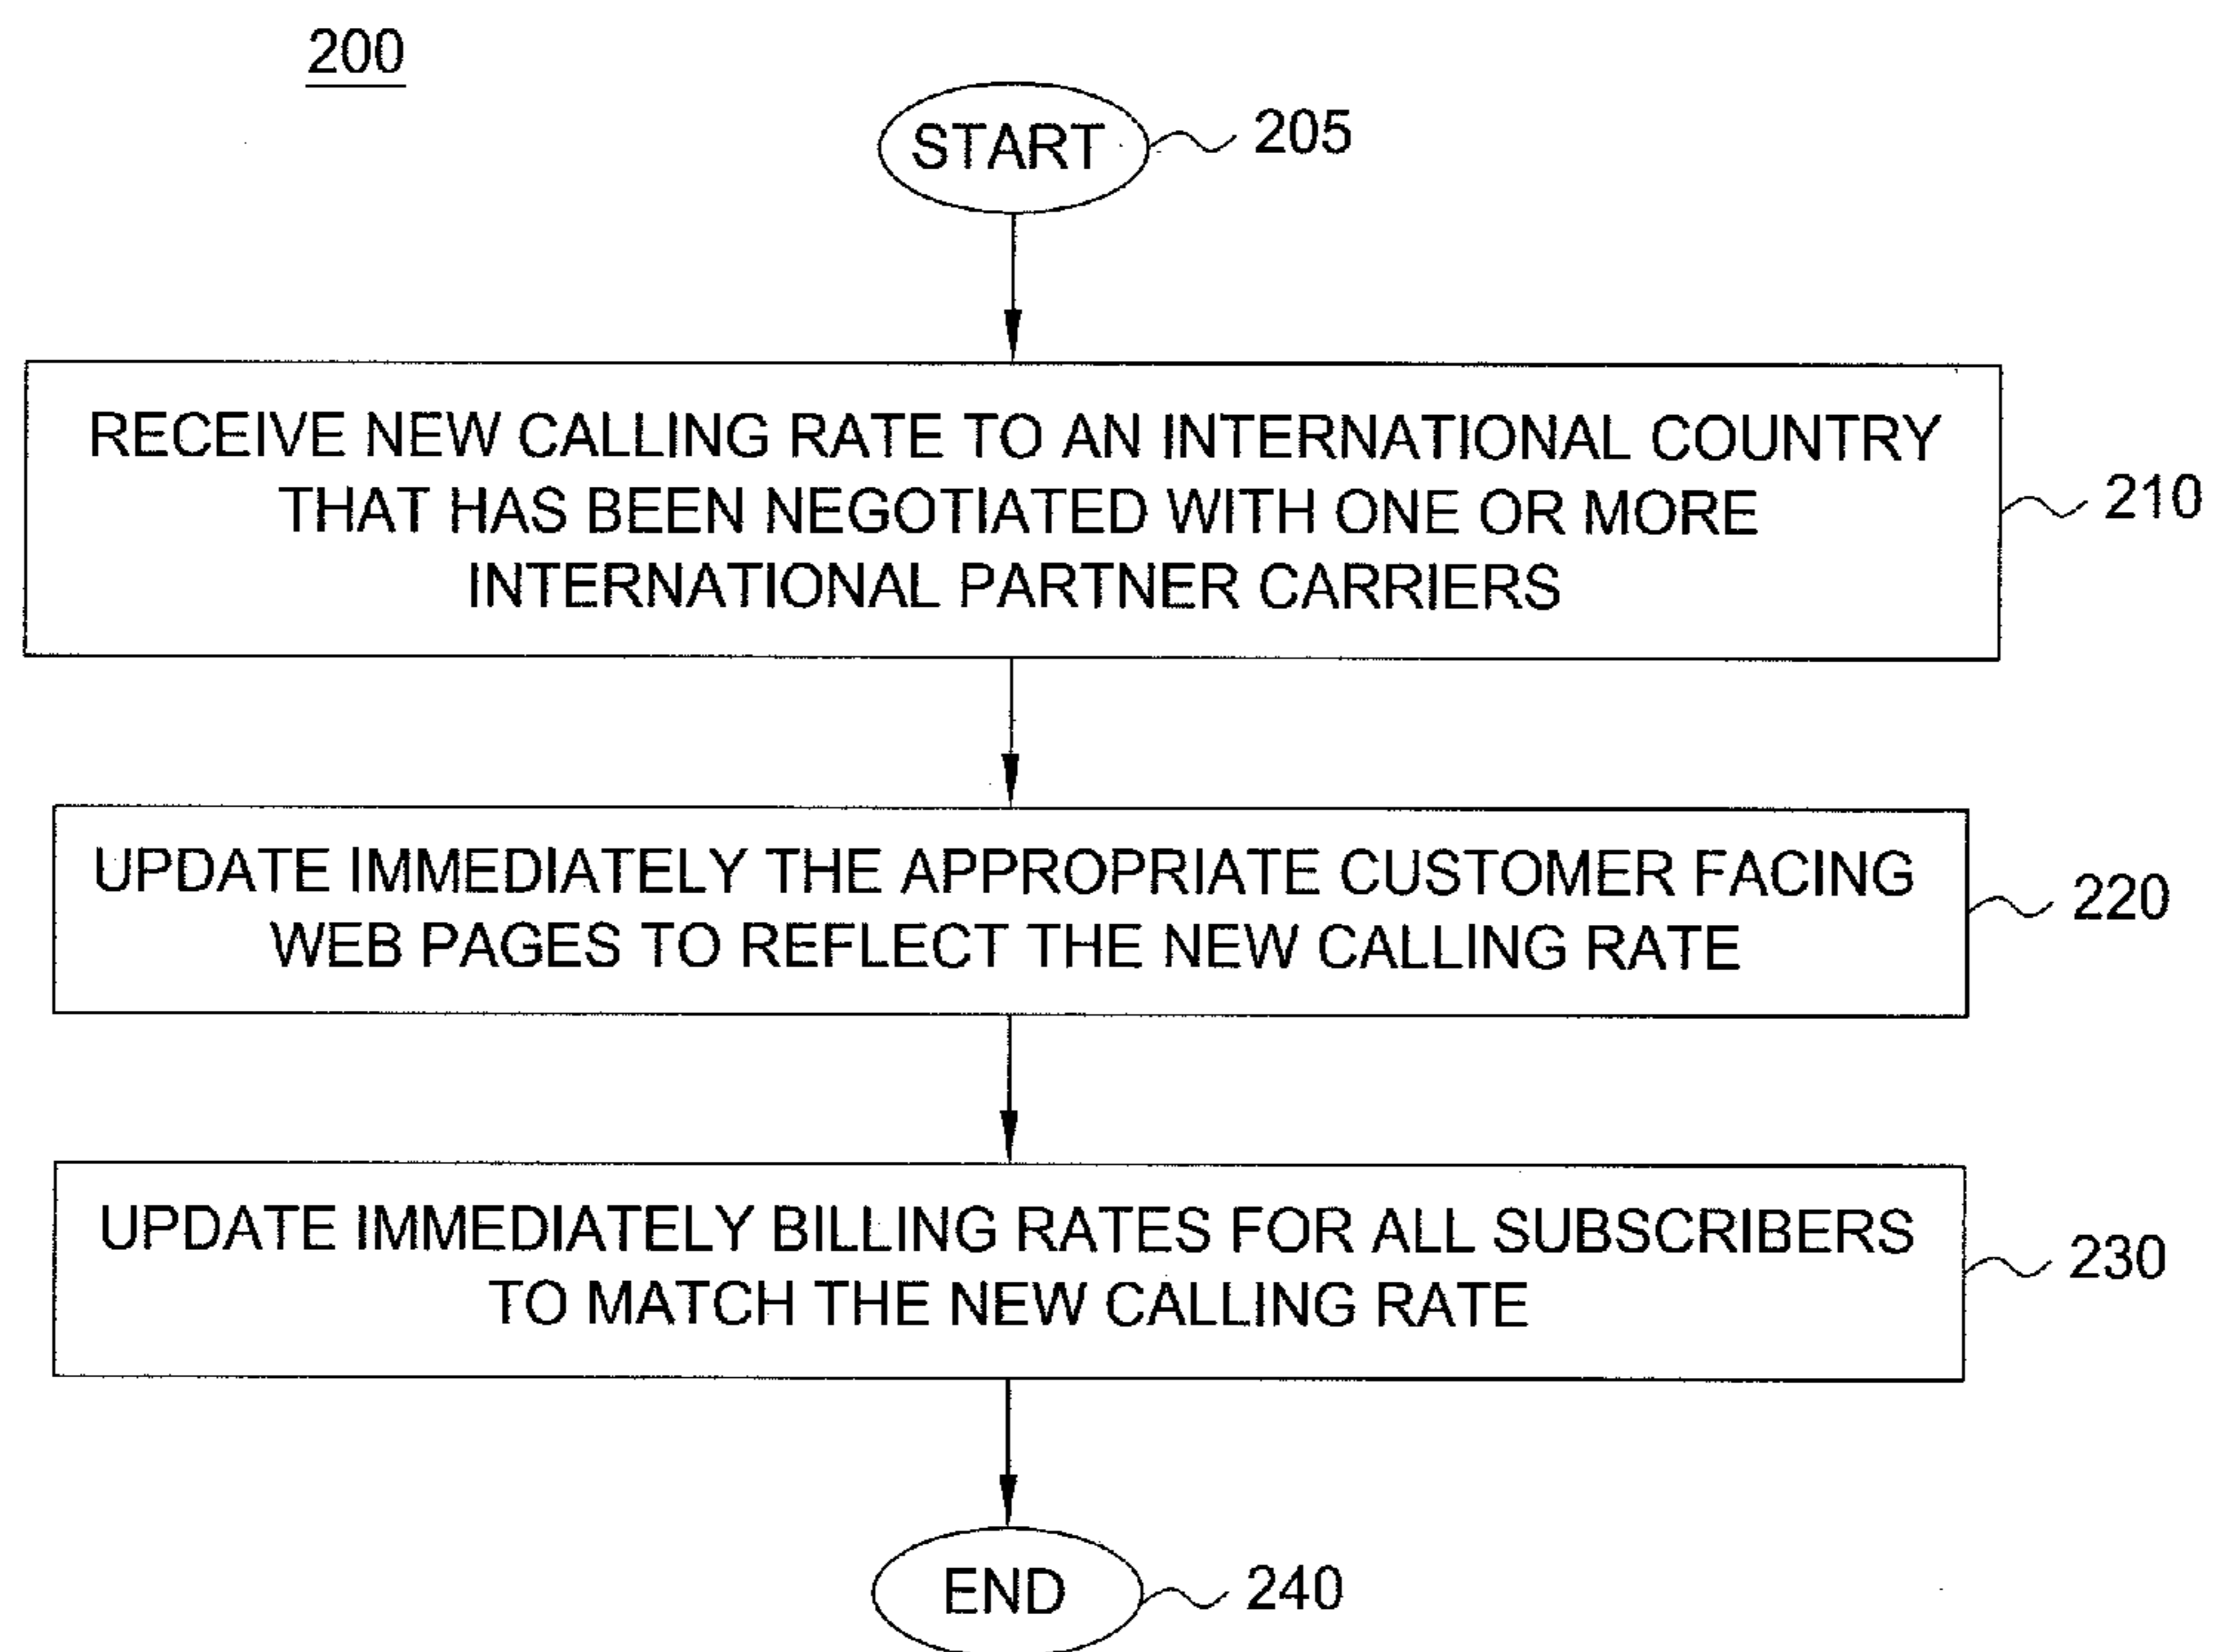 200
START
205
RECEIVE NEW CALLING RATE TO AN INTERNATIONAL COUNTRY
THAT HAS BEEN NEGOTIATED WITH ONE OR MORE
INTERNATIONAL PARTNER CARRIERS
210
UPDATE IMMEDIATELY THE APPROPRIATE CUSTOMER FACING
WEB PAGES TO REFLECT THE NEW CALLING RATE
220
UPDATE IMMEDIATELY BILLING RATES FOR ALL SUBSCRIBERS
TO MATCH THE NEW CALLING RATE
230
END
240